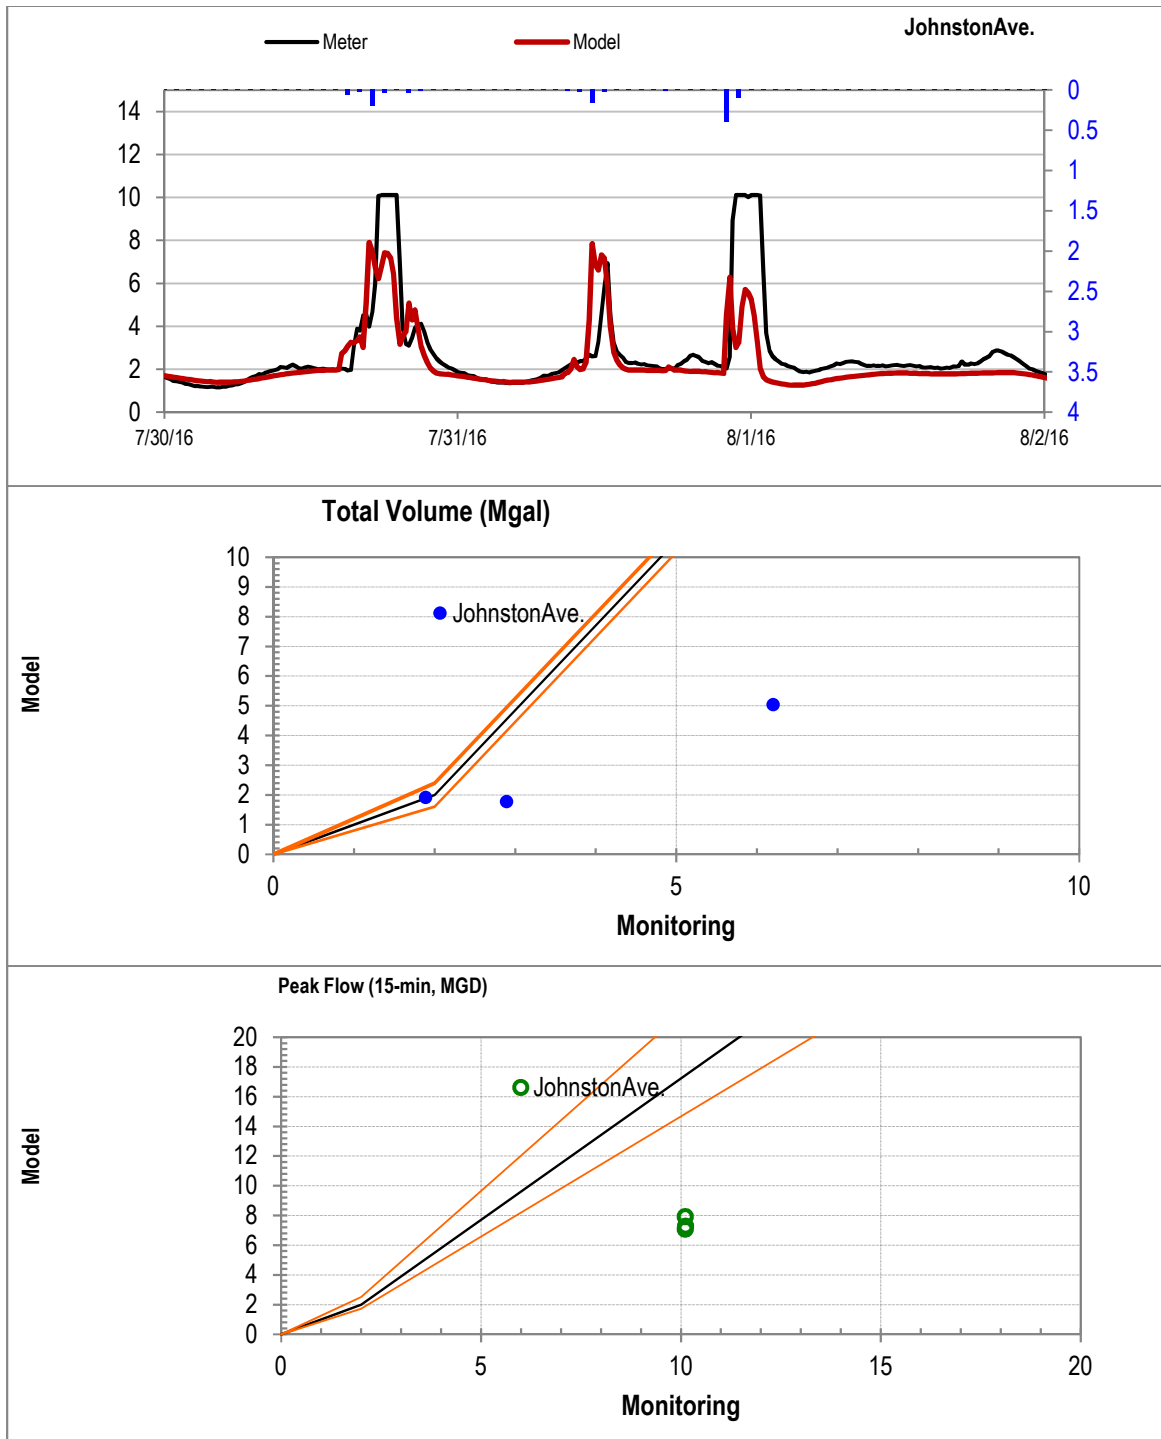 JohnstonAve.
Meter Model
14 0
12 0.5
10 1
8 1.5
6 2
4 2.5
2 3
0 3.5
4
7/30/16 7/31/16 8/1/16 8/2/16
Total Volume (Mgal)
10
9
8
7
6
5
4
3
2
1
0
JohnstonAve.
Model
0 5 10
Monitoring
Peak Flow (15-min, MGD)
20
18
16
14
12
10
8
6
4
2
0
JohnstonAve.
Model
0 5 10 15 20
Monitoring